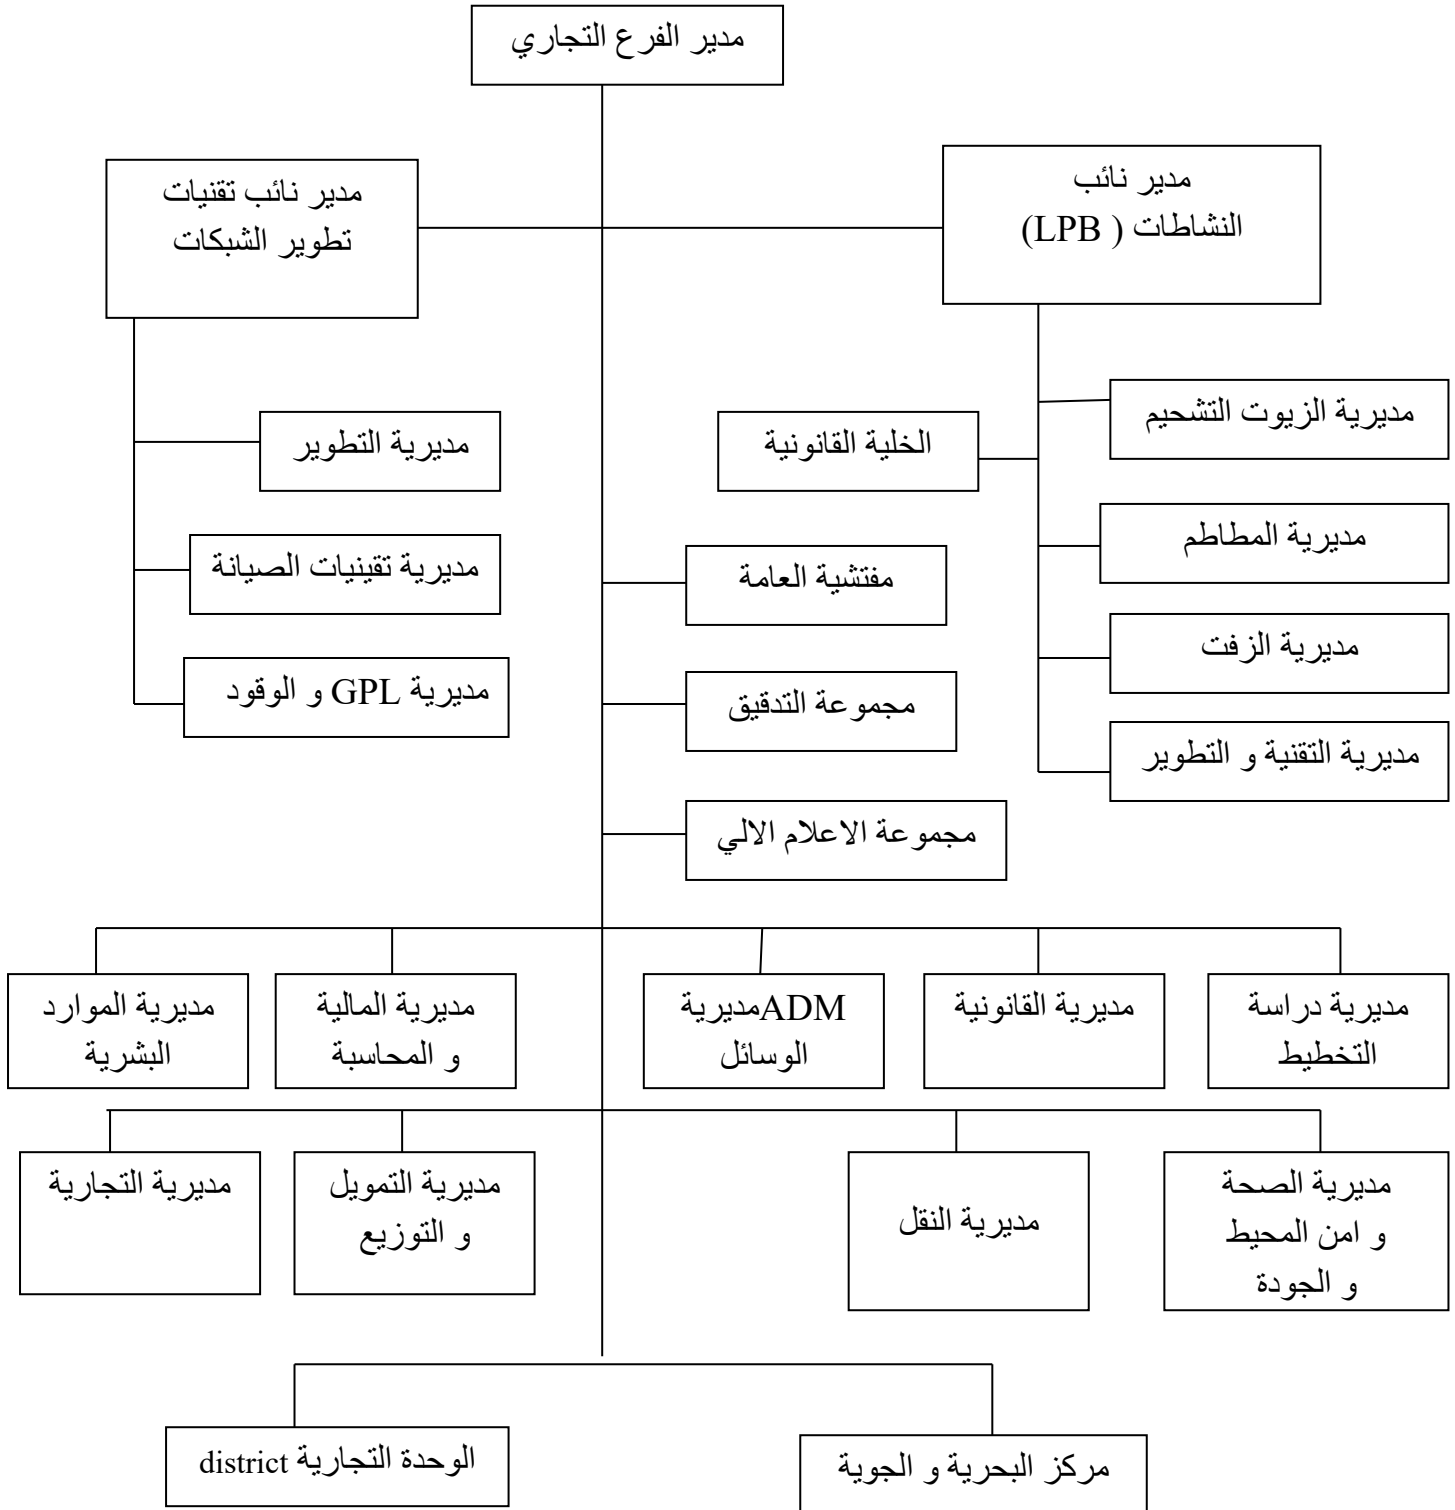 مدير الفرع التجاري
مدير نائب
النشاطات ( LPB)
مدير نائب تقنيات
تطوير الشبكات
مديرية الزيوت التشحيم
مديرية التطوير
الخلية القانونية
مديرية المطاطم
مديرية تقينيات الصيانة
مفتشية العامة
مديرية الزفت
مديرية GPL و الوقود
مجموعة التدقيق
مديرية التقنية و التطوير
مجموعة الاعلام الالي
مديرية دراسة
التخطيط
مديرية القانونية
ADMمديرية
الوسائل
مديرية المالية
و المحاسبة
مديرية الموارد
البشرية
مديرية الصحة
و امن المحيط
و الجودة
مديرية النقل
مديرية التمويل
و التوزيع
مديرية التجارية
مركز البحرية و الجوية
الوحدة التجارية district